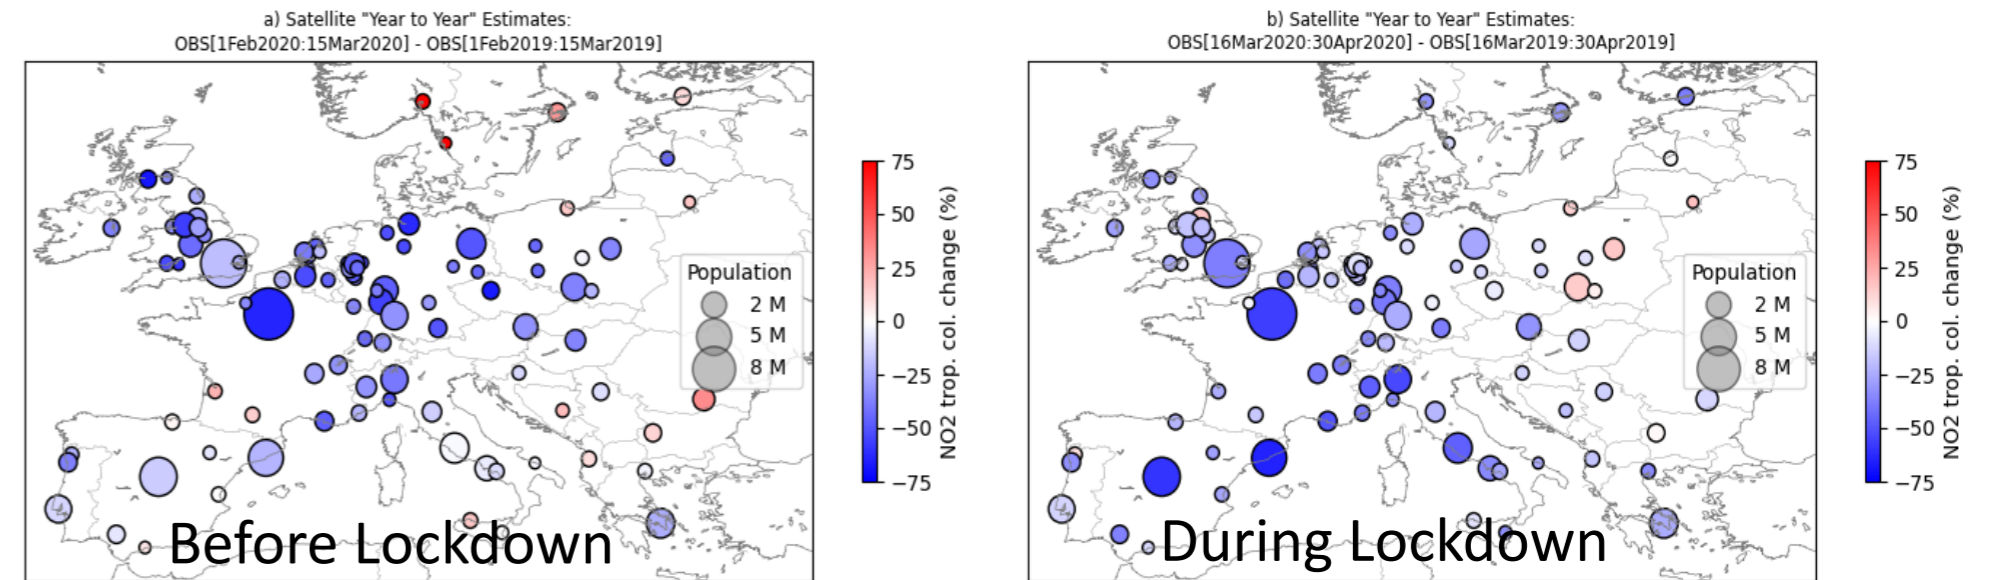 a) Satellite "Year to Year" Estimates:
OBS[1Feb2020:15Mar2020] - OBS[1Feb2019:15Mar2019]
Population
2 M
5 M
8 M
Before Lockdown
75
50
25
0
−25
−50
−75
NO2 trop. col. change (%)
b) Satellite "Year to Year" Estimates:
OBS[16Mar2020:30Apr2020] - OBS[16Mar2019:30Apr2019]
Population
2 M
5 M
8 M
During Lockdown
75
50
25
0
−25
−50
−75
NO2 trop. col. change (%)